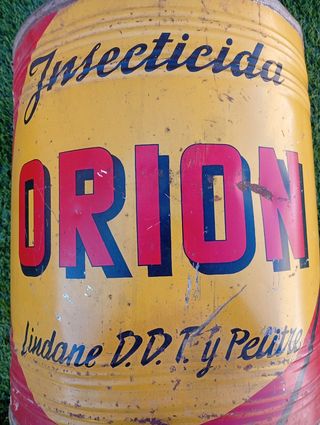 Insecticida
ORION
Lindane D.D.T. y Pelitre